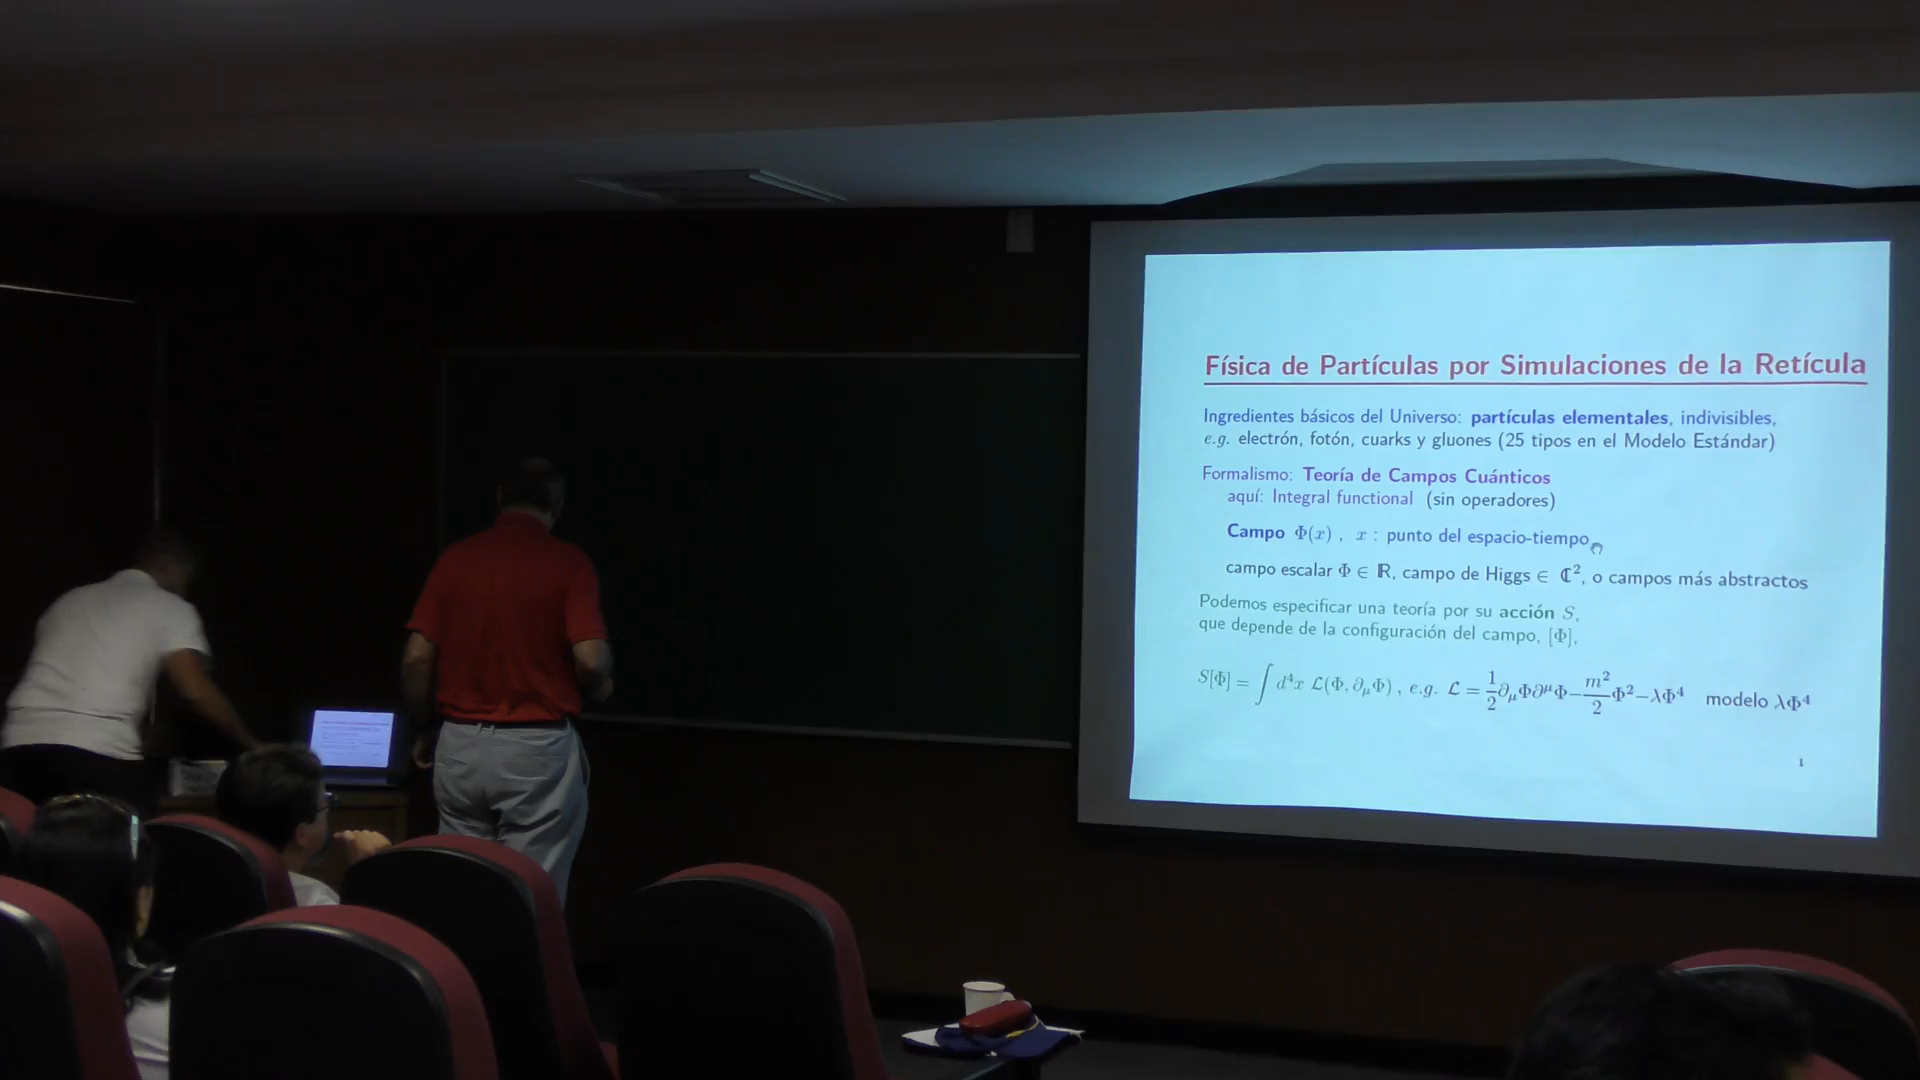 Física de Partículas por Simulaciones de la Retícula
Ingredientes básicos del Universo: partículas elementales, indivisibles,
e.g. electrón, fotón, cuarks y gluones (25 tipos en el Modelo Estándar)
Formalismo: Teoría de Campos Cuánticos
aquí: Integral functional (sin operadores)
Campo Φ(x) , x : punto del espacio-tiempo
campo escalar Φ ∈ ℝ, campo de Higgs ∈ ℂ², o campos más abstractos
Podemos especificar una teoría por su acción S,
que depende de la configuración del campo, [Φ],
S[Φ] = ∫ d⁴x ℒ(Φ, ∂_μΦ) , e.g. ℒ = 1/2 ∂_μΦ∂^μΦ − m²/2 Φ² − λΦ⁴ modelo λΦ⁴
1